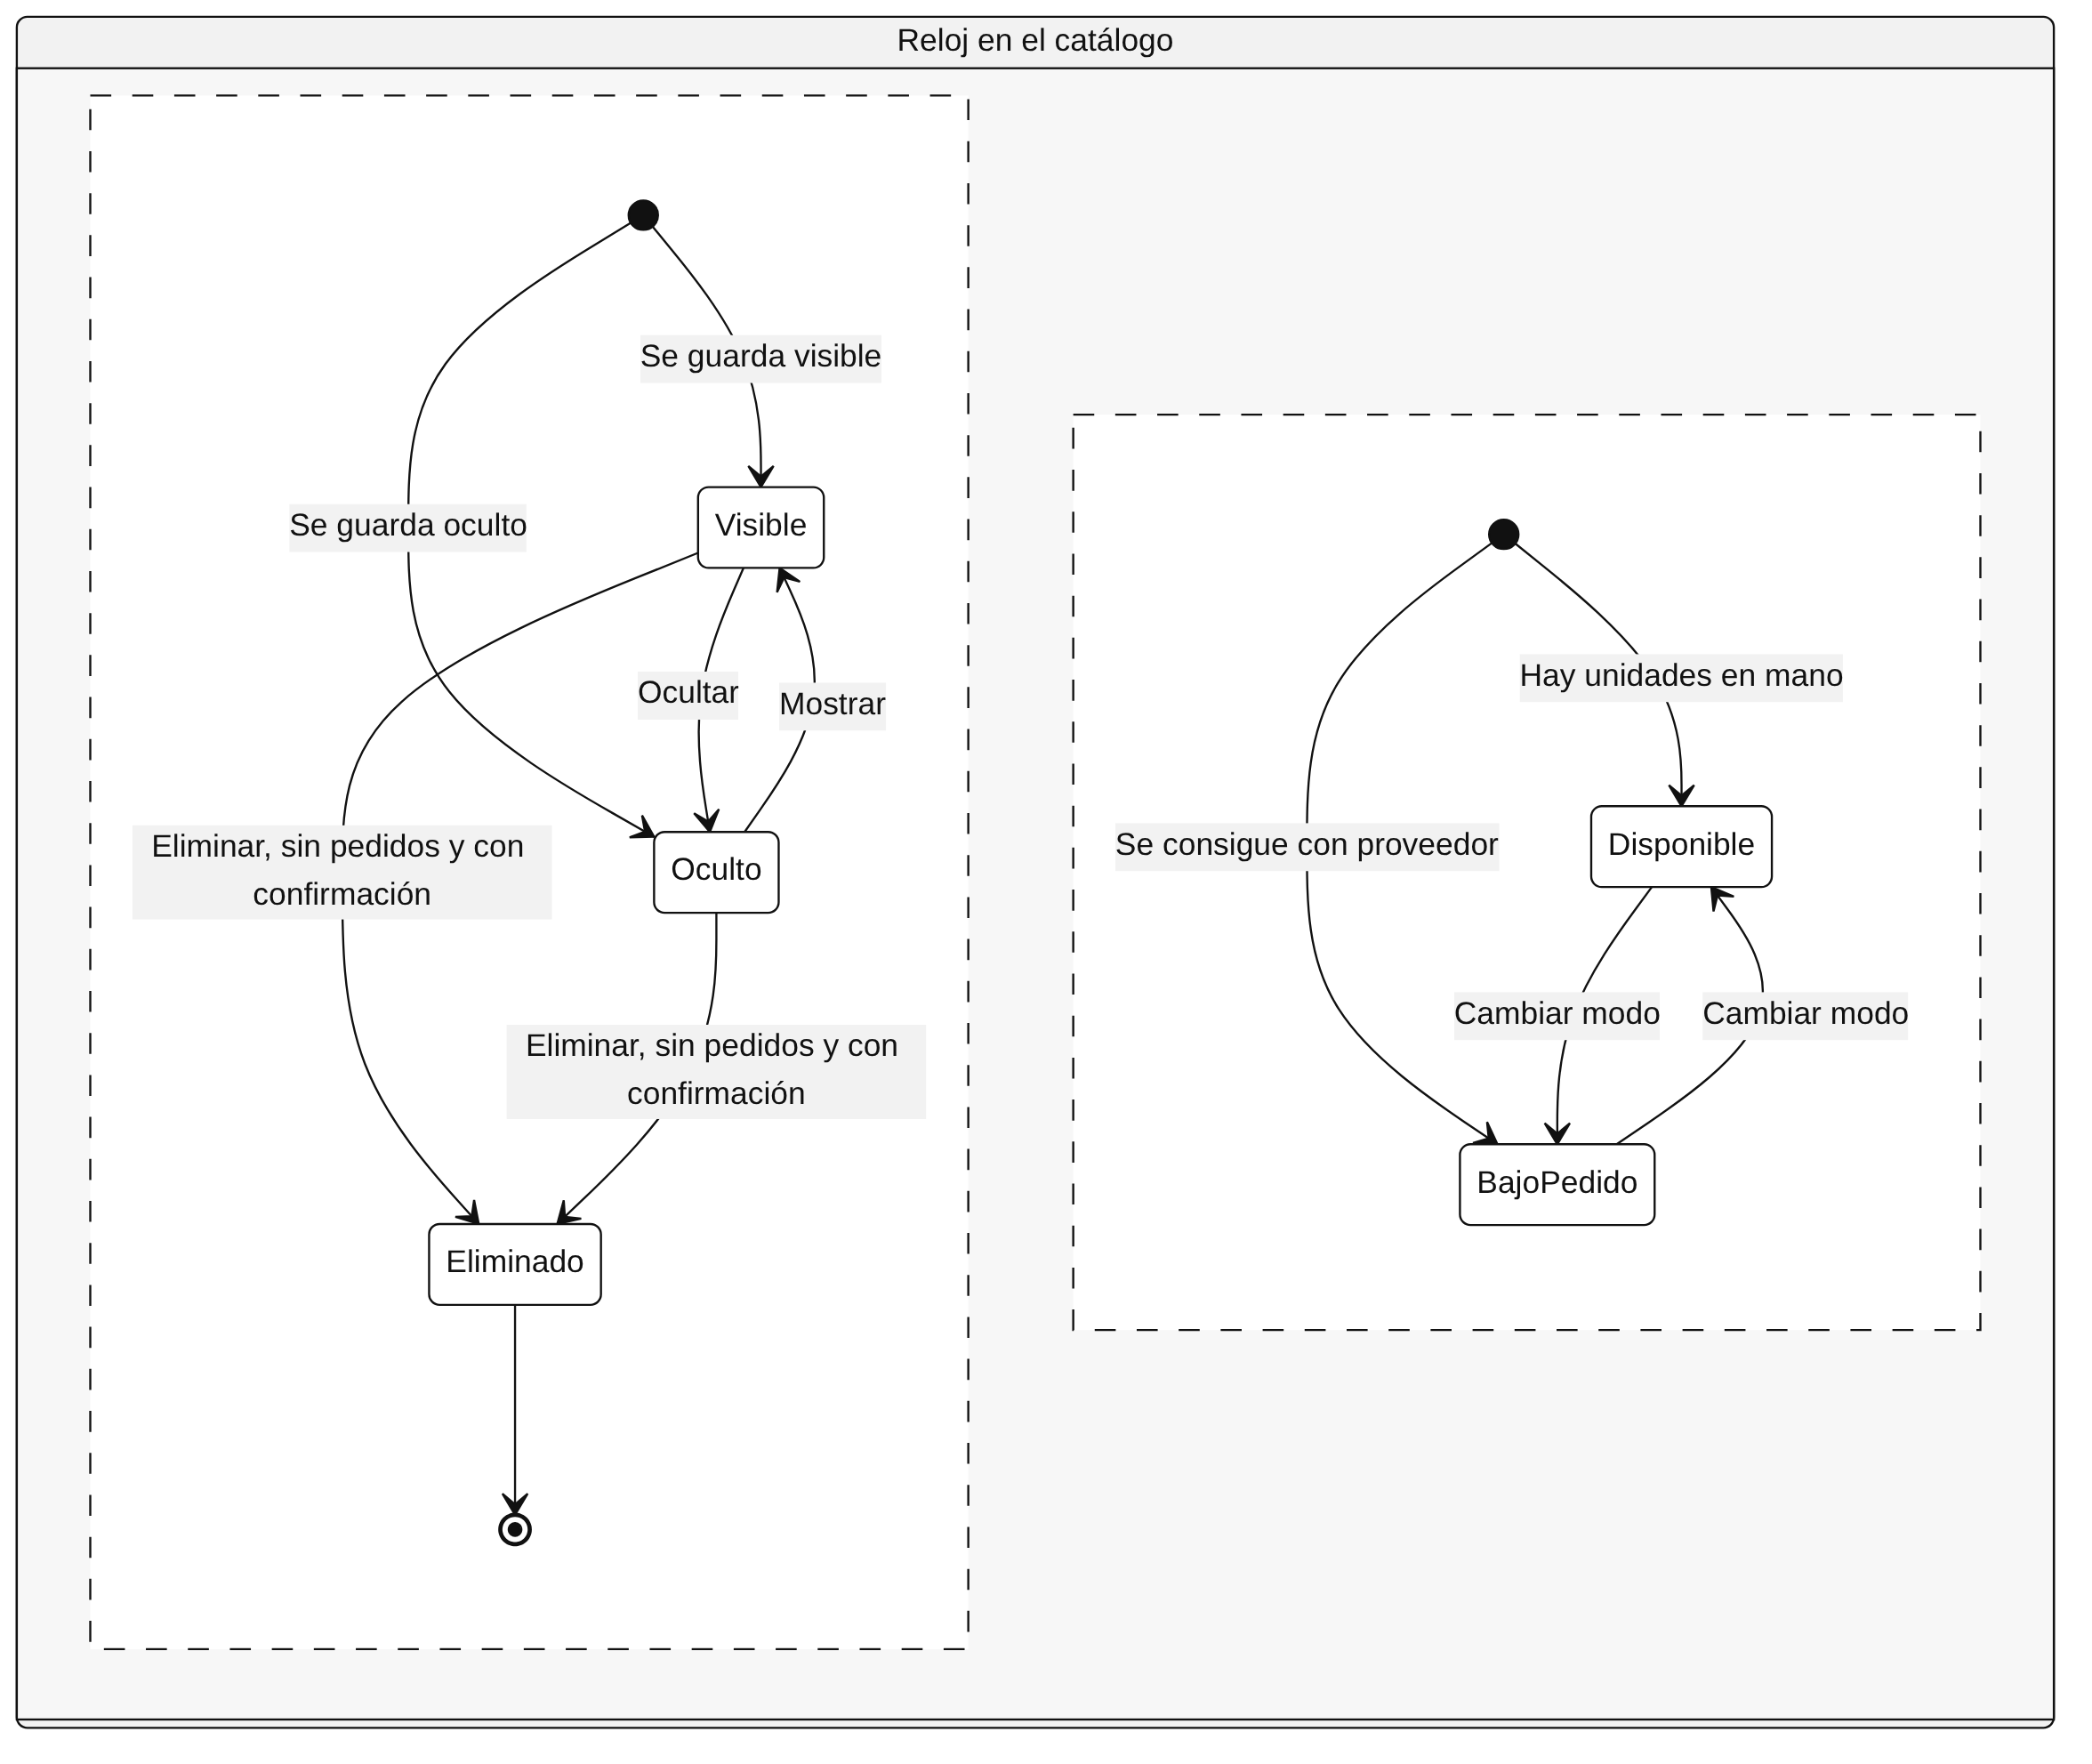 Reloj en el catálogo
Se guarda visible
Se guarda oculto
Visible
Ocultar
Mostrar
Eliminar, sin pedidos y con
confirmación
Oculto
Eliminar, sin pedidos y con
confirmación
Eliminado
Hay unidades en mano
Se consigue con proveedor
Disponible
Cambiar modo
Cambiar modo
BajoPedido